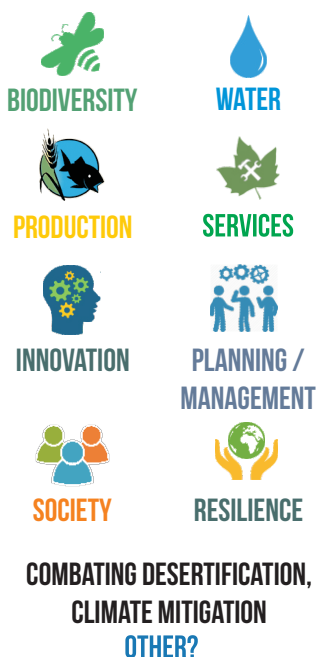 BIODIVERSITY
WATER
PRODUCTION
SERVICES
INNOVATION
PLANNING /
MANAGEMENT
SOCIETY
RESILIENCE
COMBATING DESERTIFICATION,
CLIMATE MITIGATION
OTHER?